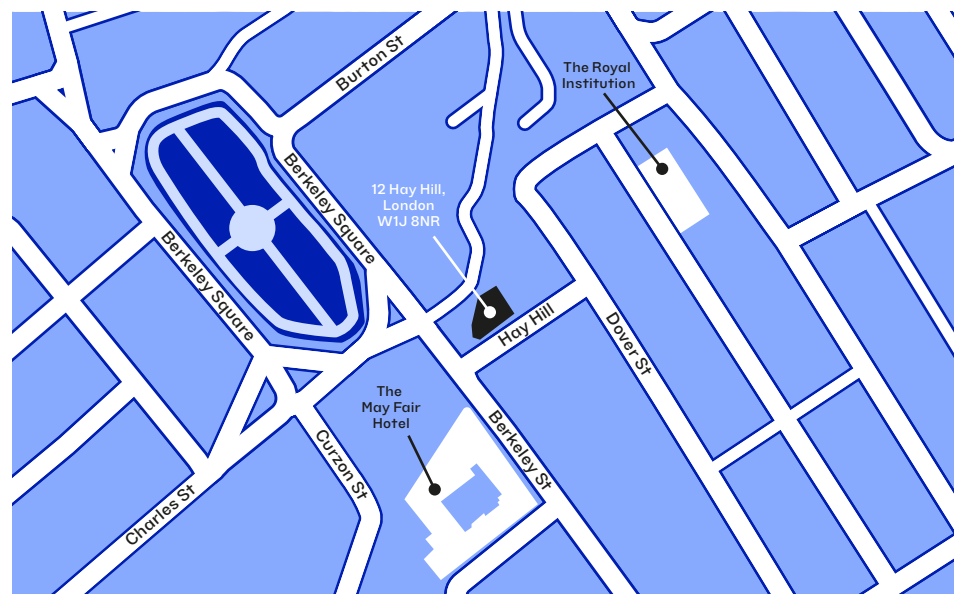 Burton St
The Royal
Institution
Berkeley Square
12 Hay Hill,
London
W1J 8NR
Berkeley Square
Hay Hill
Dover St
The
May Fair
Hotel
Berkeley St
Curzon St
Charles St